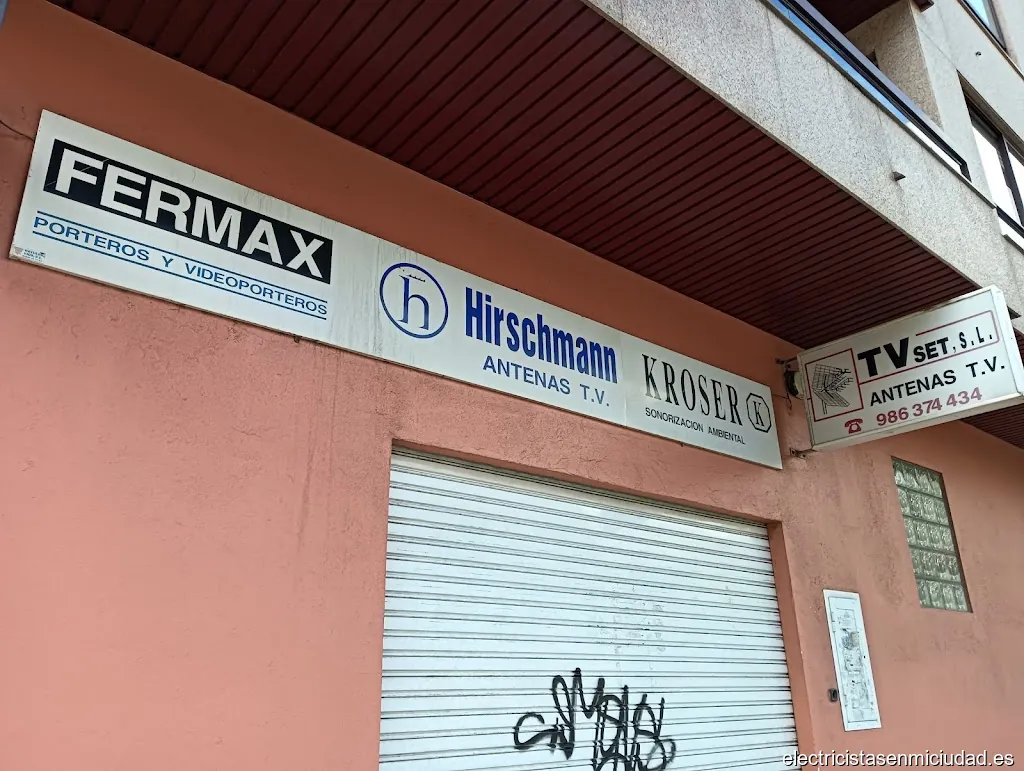 FERMAX
PORTEROS Y VIDEOPORTEROS
h
Hirschmann
ANTENAS T.V.
KROSER K
SONORIZACION AMBIENTAL
TV SET, S.L.
ANTENAS T.V.
986 374 434
electricistasenmiciudad.es